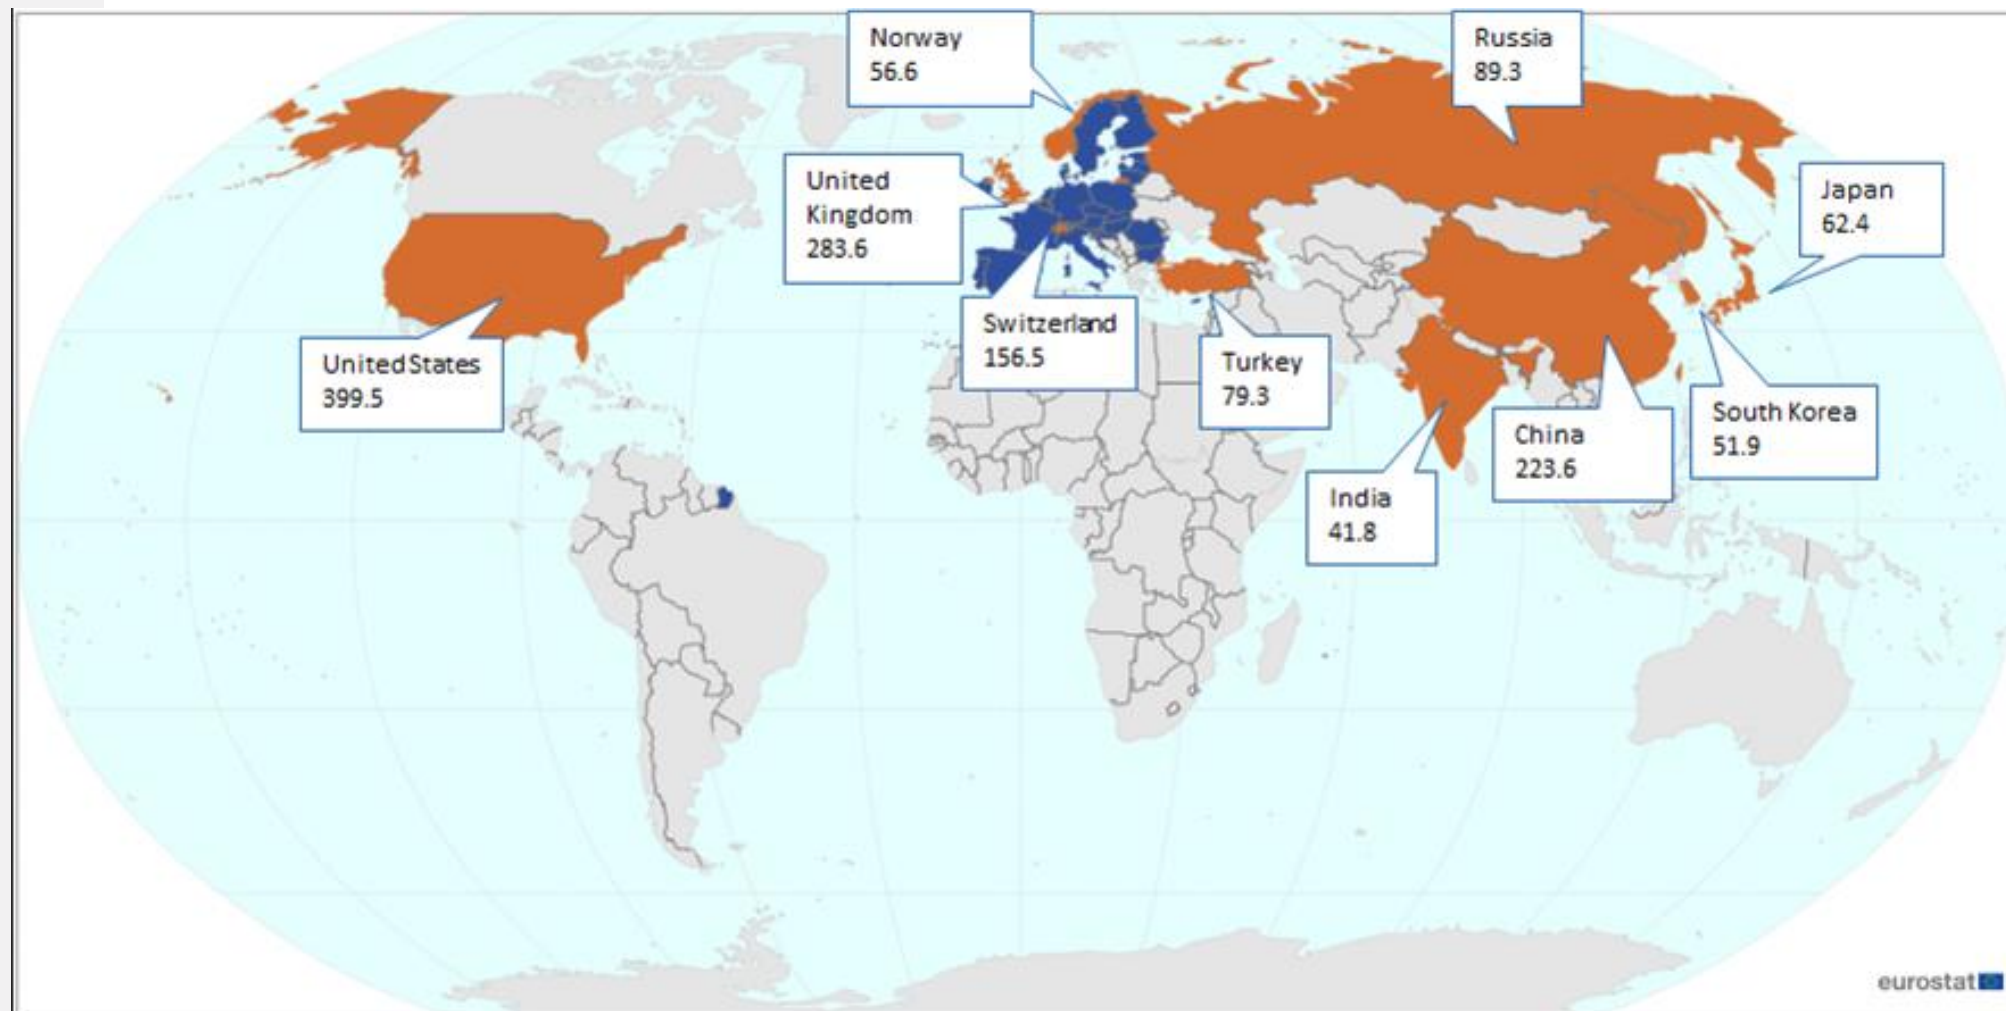 Norway
56.6
Russia
89.3
United
Kingdom
283.6
Japan
62.4
Switzerland
156.5
United States
399.5
Turkey
79.3
South Korea
51.9
China
223.6
India
41.8
eurostat